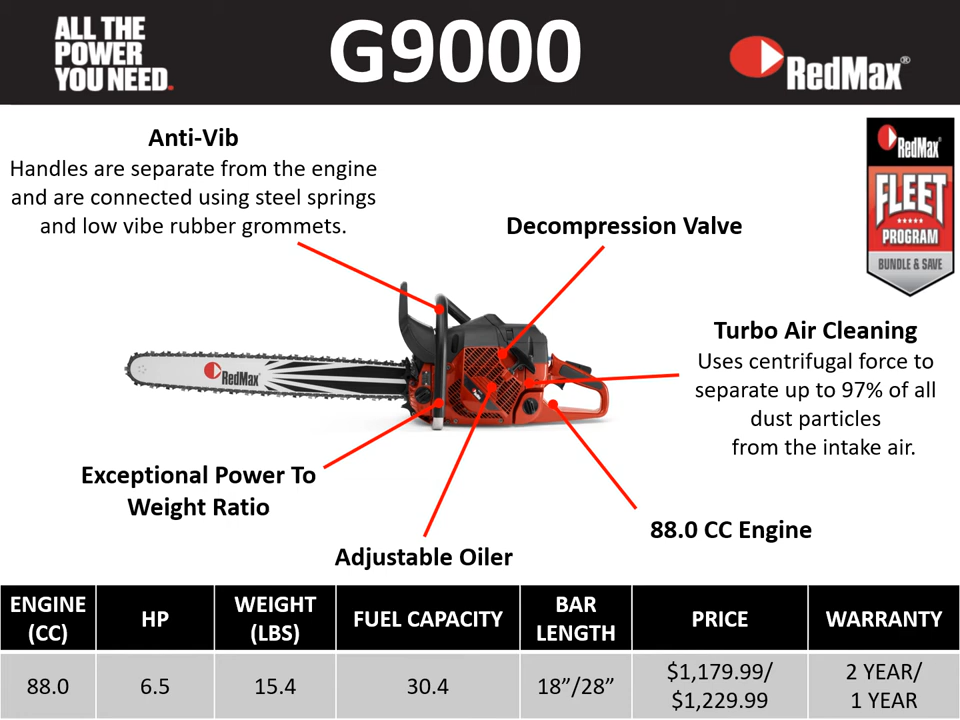 ALL THE
POWER
YOU NEED.
G9000
RedMax®
Anti-Vib
Handles are separate from the engine
and are connected using steel springs
and low vibe rubber grommets.
RedMax®
FLEET
PROGRAM
BUNDLE & SAVE
Decompression Valve
Turbo Air Cleaning
Uses centrifugal force to
separate up to 97% of all
dust particles
from the intake air.
RedMax®
Exceptional Power To
Weight Ratio
88.0 CC Engine
Adjustable Oiler
ENGINE
(CC)
HP
WEIGHT
(LBS)
FUEL CAPACITY
BAR
LENGTH
PRICE
WARRANTY
88.0
6.5
15.4
30.4
18”/28”
$1,179.99/
$1,229.99
2 YEAR/
1 YEAR